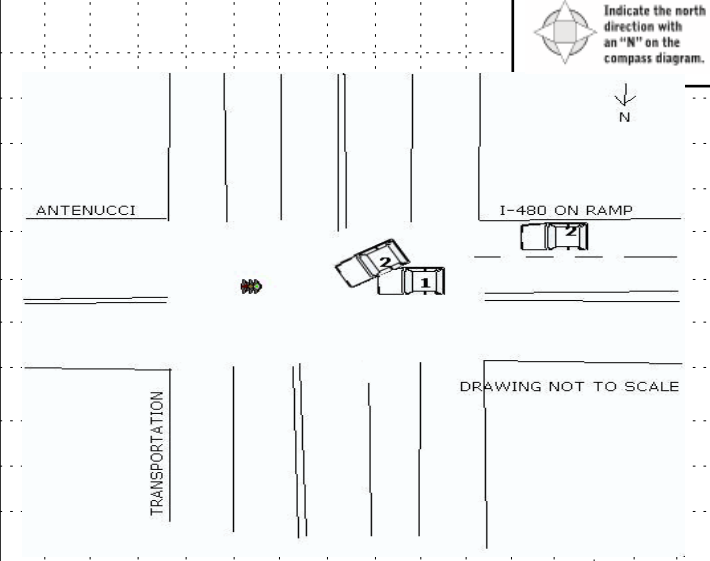 Indicate the north
direction with
an "N" on the
compass diagram.
N
ANTENUCCI
I-480 ON RAMP
2
2
1
DRAWING NOT TO SCALE
TRANSPORTATION